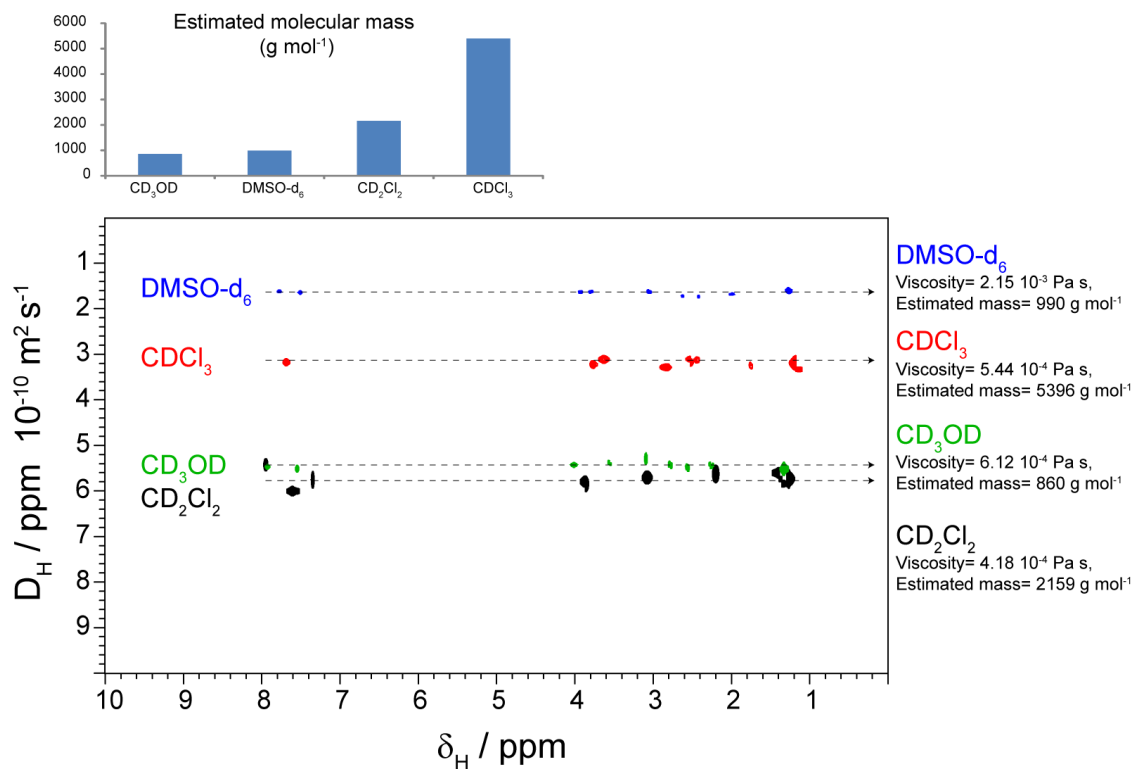 Estimated molecular mass
(g mol⁻¹)
6000
5000
4000
3000
2000
1000
0
CD₃OD DMSO-d₆ CD₂Cl₂ CDCl₃
D_H / ppm 10⁻¹⁰ m² s⁻¹
1
2
3
4
5
6
7
8
9
DMSO-d₆
CDCl₃
CD₃OD
CD₂Cl₂
10 9 8 7 6 5 4 3 2 1
δ_H / ppm
DMSO-d₆
Viscosity= 2.15 10⁻³ Pa s,
Estimated mass= 990 g mol⁻¹
CDCl₃
Viscosity= 5.44 10⁻⁴ Pa s,
Estimated mass= 5396 g mol⁻¹
CD₃OD
Viscosity= 6.12 10⁻⁴ Pa s,
Estimated mass= 860 g mol⁻¹
CD₂Cl₂
Viscosity= 4.18 10⁻⁴ Pa s,
Estimated mass= 2159 g mol⁻¹